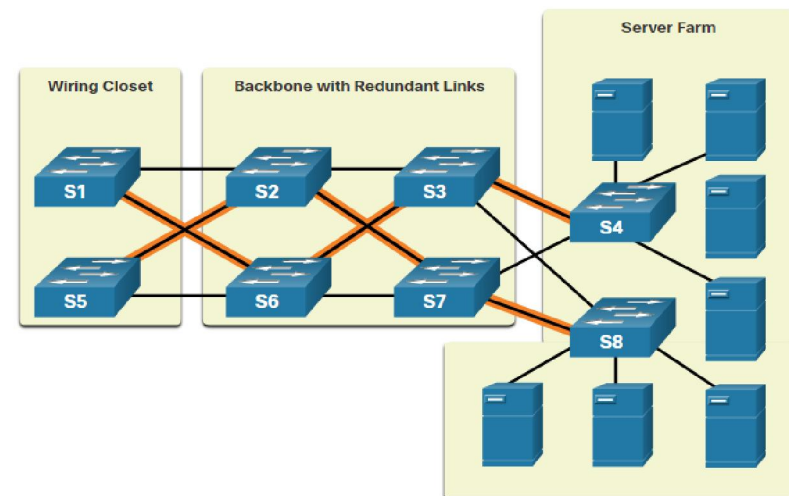 Server Farm
Wiring Closet
Backbone with Redundant Links
S1
S2
S3
S4
S5
S6
S7
S8